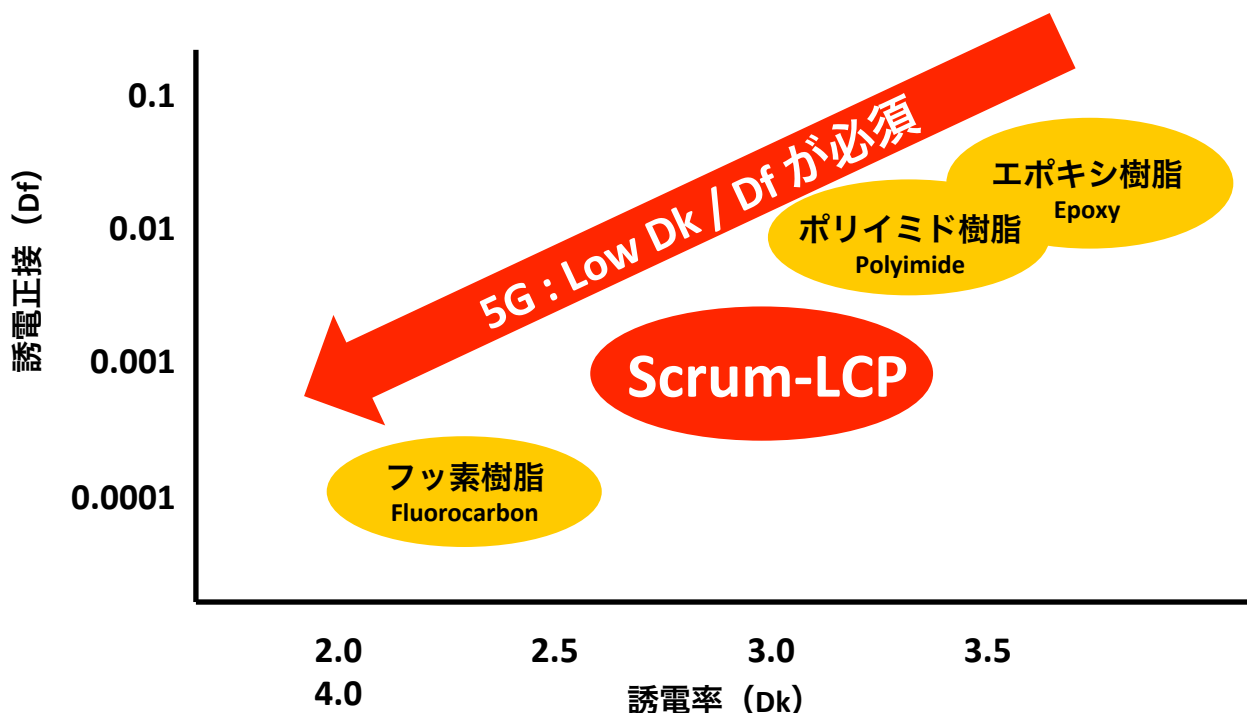 0.1
0.01
0.001
0.0001
誘電正接（Df）
5G : Low Dk / Df が必須
エポキシ樹脂
Epoxy
ポリイミド樹脂
Polyimide
Scrum-LCP
フッ素樹脂
Fluorocarbon
2.0 2.5 3.0 3.5
4.0
誘電率（Dk）